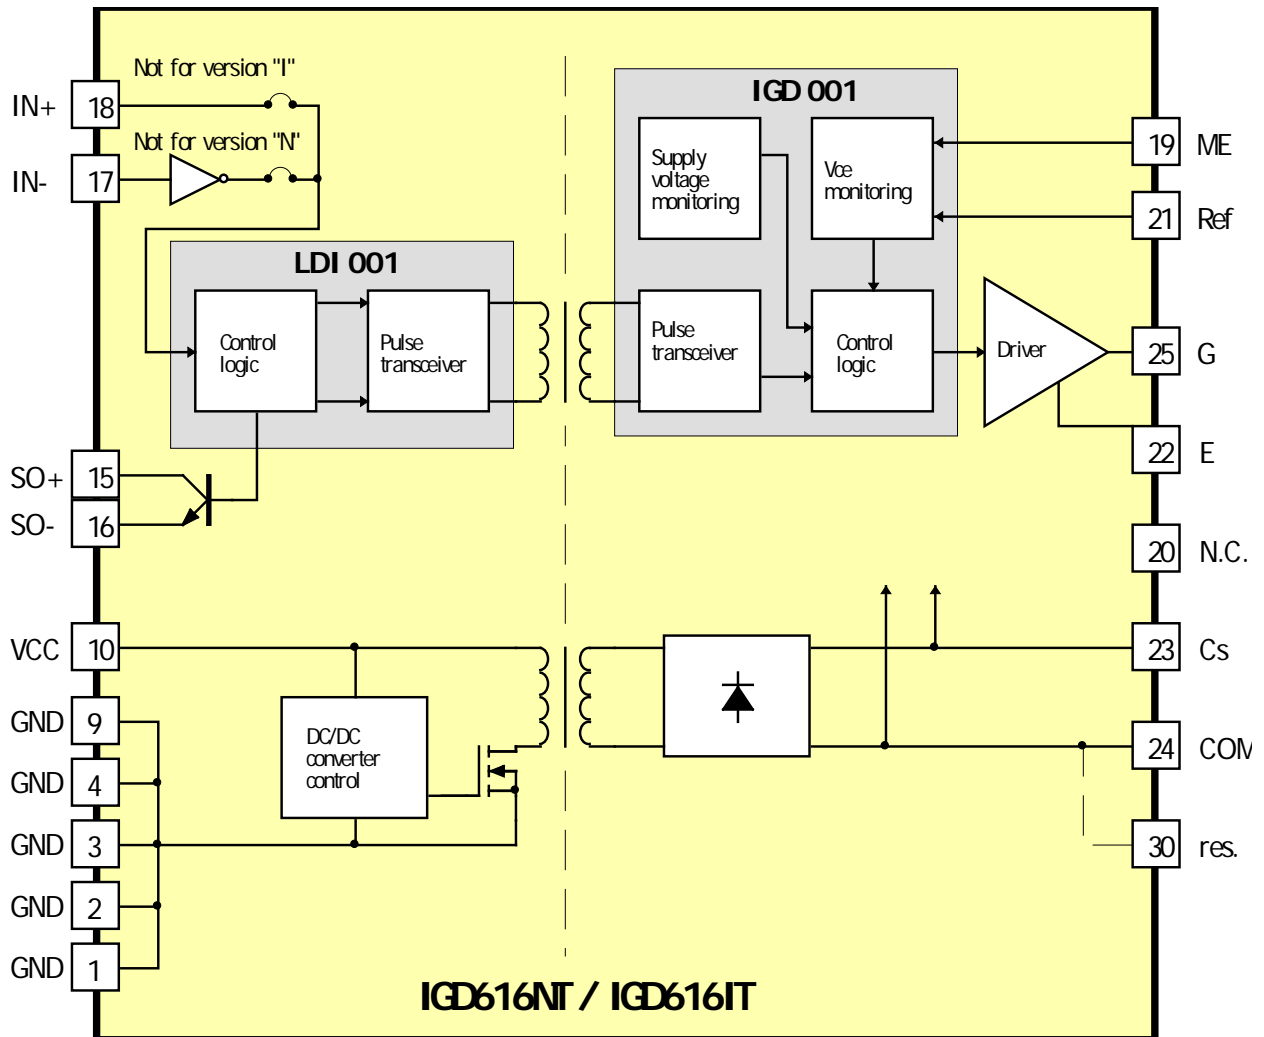 Not for version "I"
IN+ 18
Not for version "N"
IN- 17
LDI 001
Control
logic
Pulse
transceiver
SO+ 15
SO- 16
VCC 10
GND 9
GND 4
GND 3
GND 2
GND 1
DC/DC
converter
control
IGD 001
Supply
voltage
monitoring
Vce
monitoring
Pulse
transceiver
Control
logic
Driver
19 ME
21 Ref
25 G
22 E
20 N.C.
23 Cs
24 COM
30 res.
IGD616NT / IGD616IT